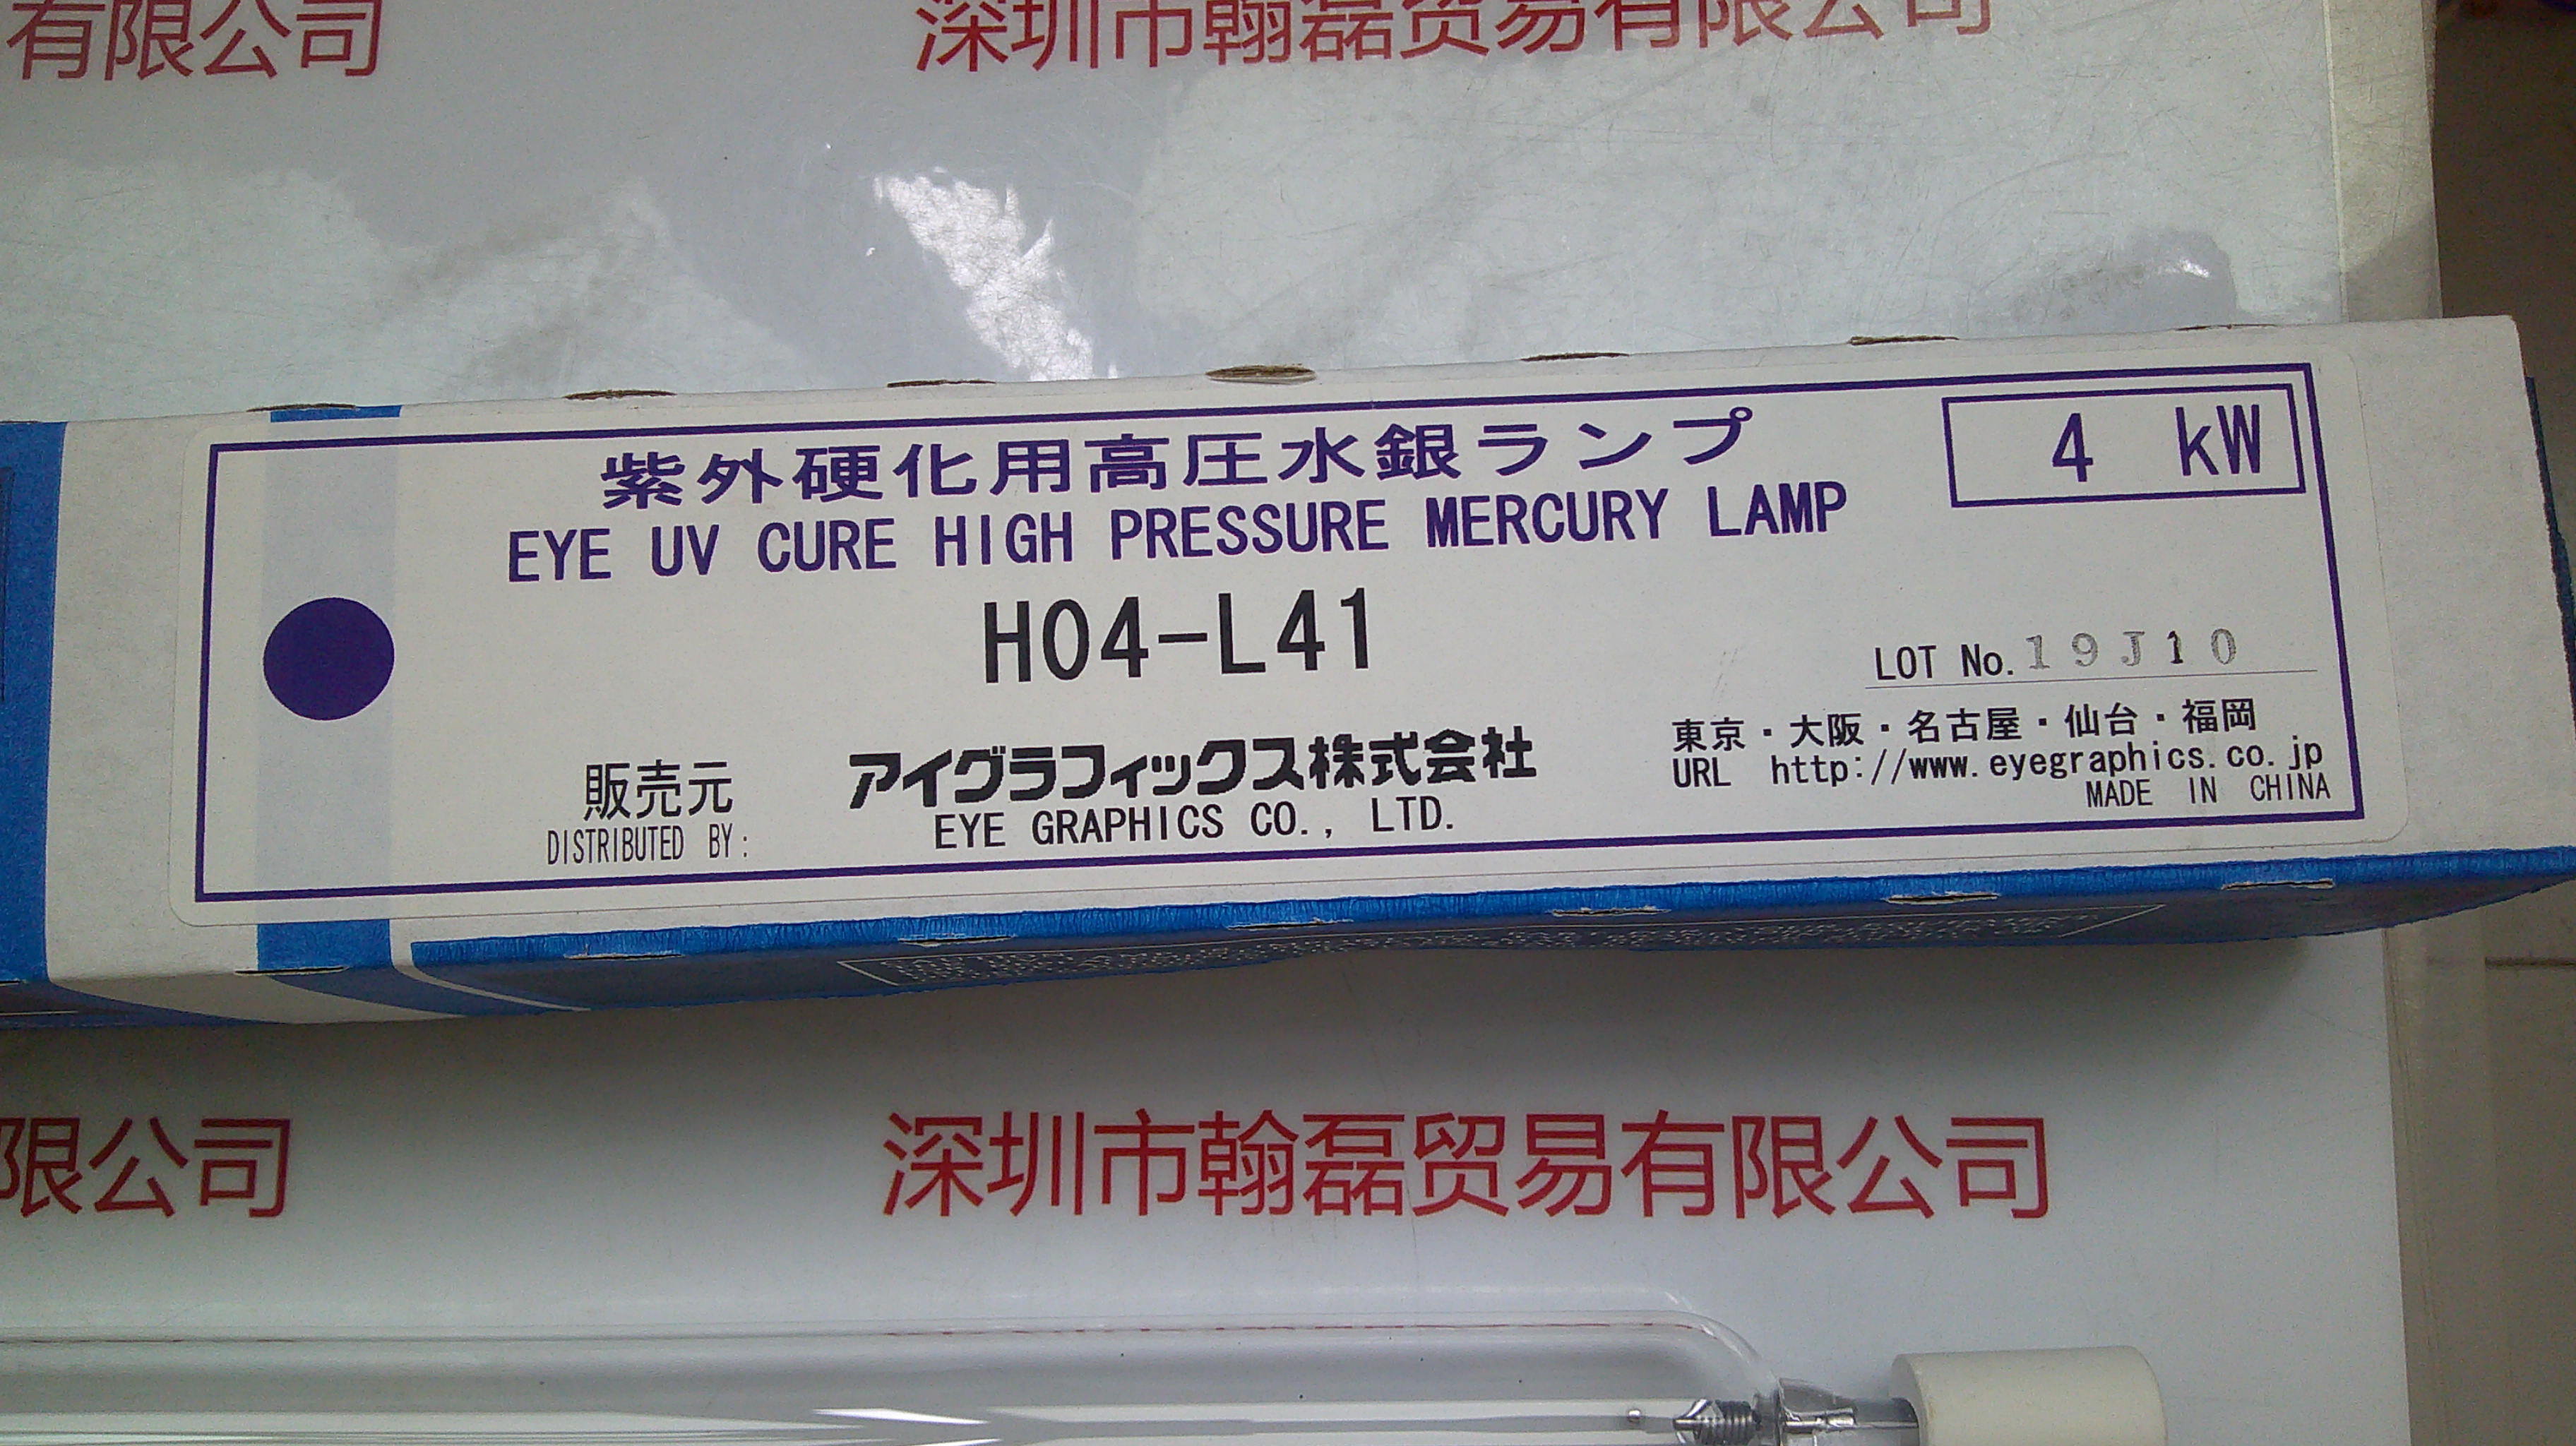 有限公司
深圳市翰磊贸易有限公司
紫外硬化用高圧水銀ランプ
4 kW
EYE UV CURE HIGH PRESSURE MERCURY LAMP
H04-L41
LOT No. 19J10
販売元
アイグラフィックス株式会社
東京・大阪・名古屋・仙台・福岡
DISTRIBUTED BY:
EYE GRAPHICS CO., LTD.
URL http://www.eyegraphics.co.jp
MADE IN CHINA
限公司
深圳市翰磊贸易有限公司